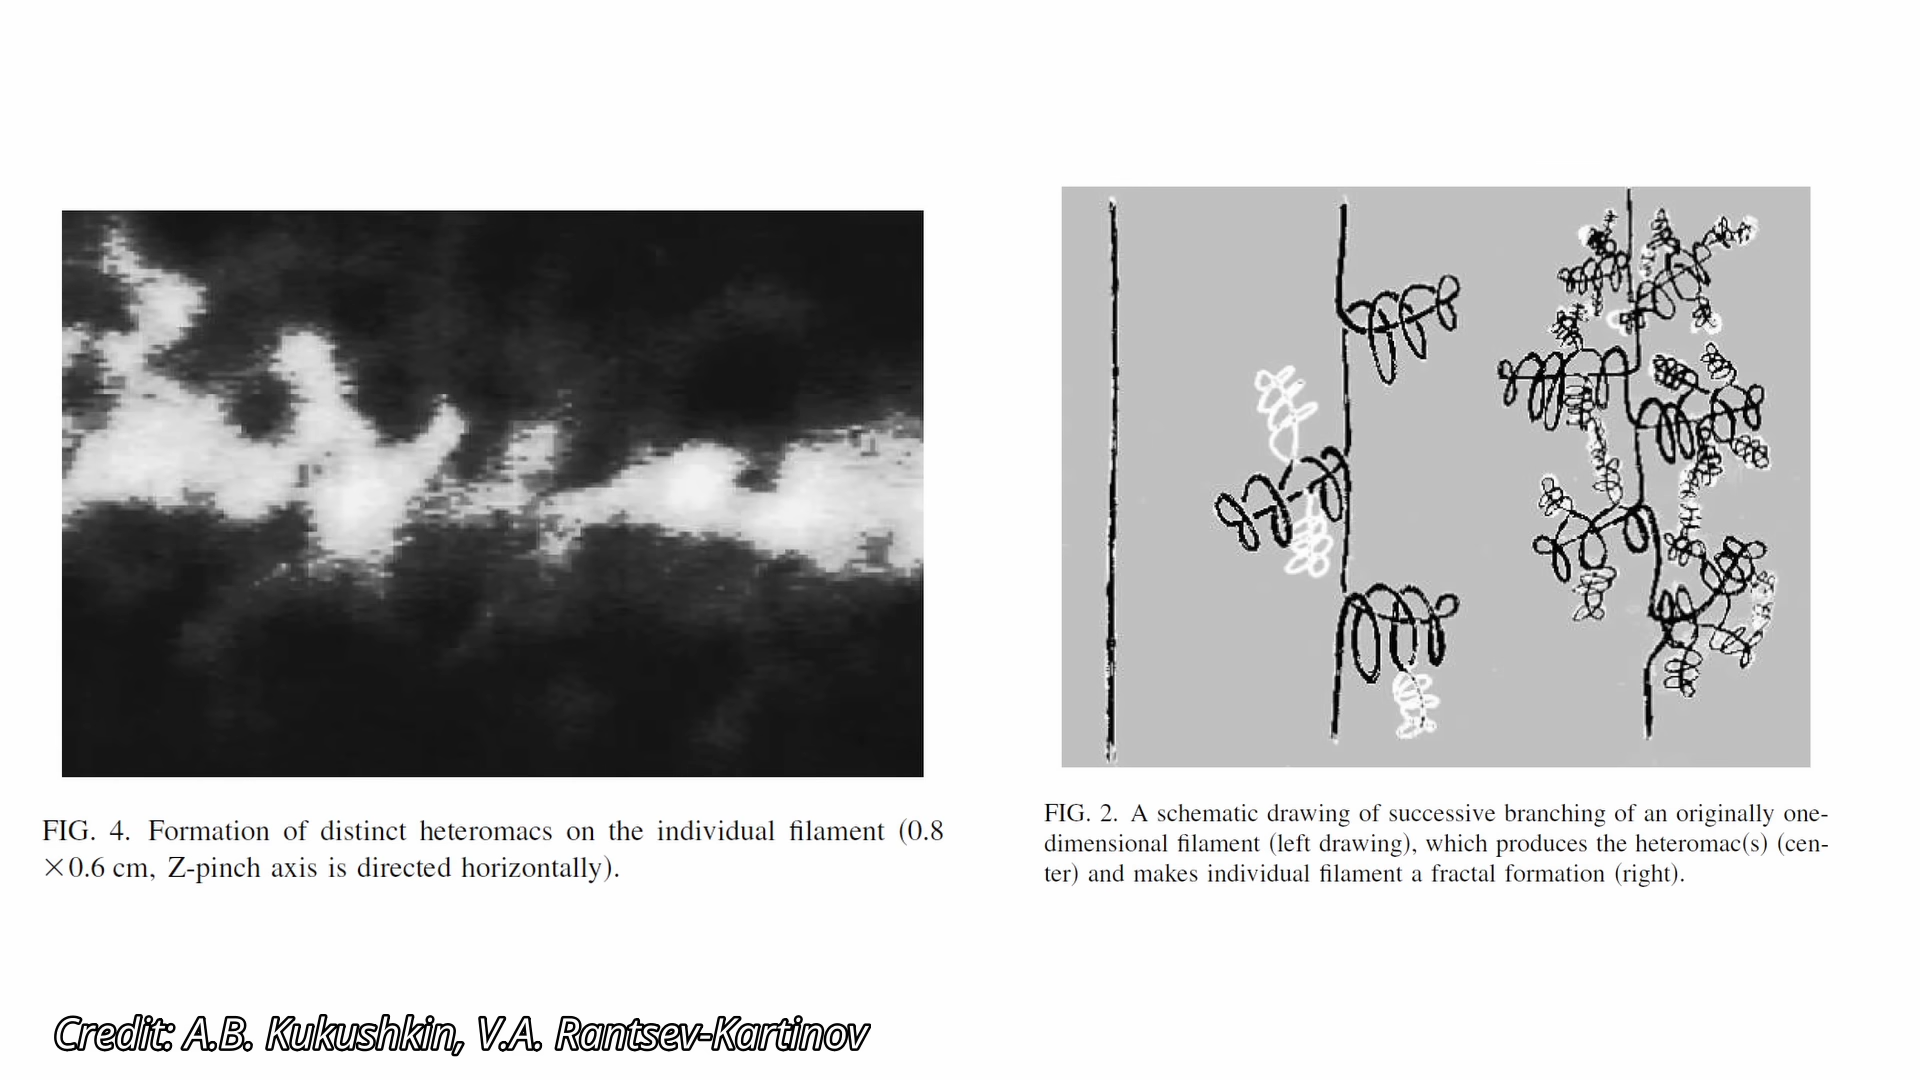 FIG. 4. Formation of distinct heteromacs on the individual filament (0.8
×0.6 cm, Z-pinch axis is directed horizontally).
FIG. 2. A schematic drawing of successive branching of an originally one-
dimensional filament (left drawing), which produces the heteromac(s) (cen-
ter) and makes individual filament a fractal formation (right).
Credit: A.B. Kukushkin, V.A. Rantsev-Kartinov